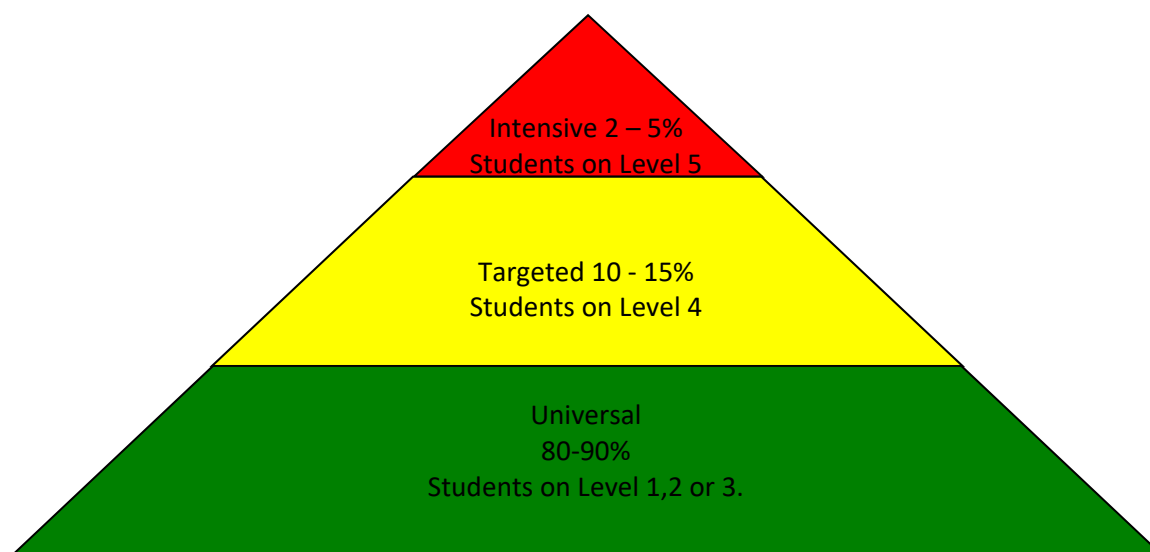 Intensive 2 – 5%
Students on Level 5
Targeted 10 - 15%
Students on Level 4
Universal
80-90%
Students on Level 1,2 or 3.